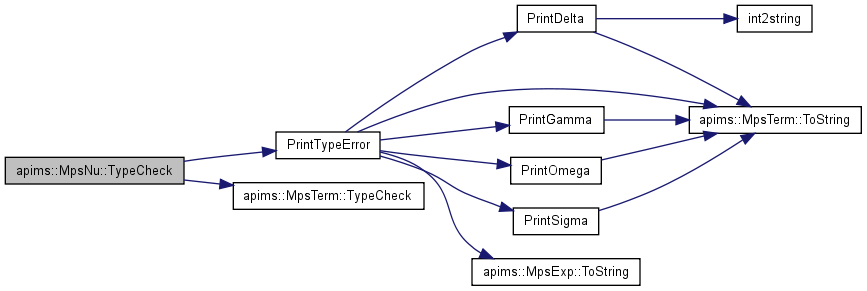 PrintDelta
int2string
PrintGamma
apims::MpsTerm::ToString
PrintTypeError
apims::MpsNu::TypeCheck
PrintOmega
apims::MpsTerm::TypeCheck
PrintSigma
apims::MpsExp::ToString